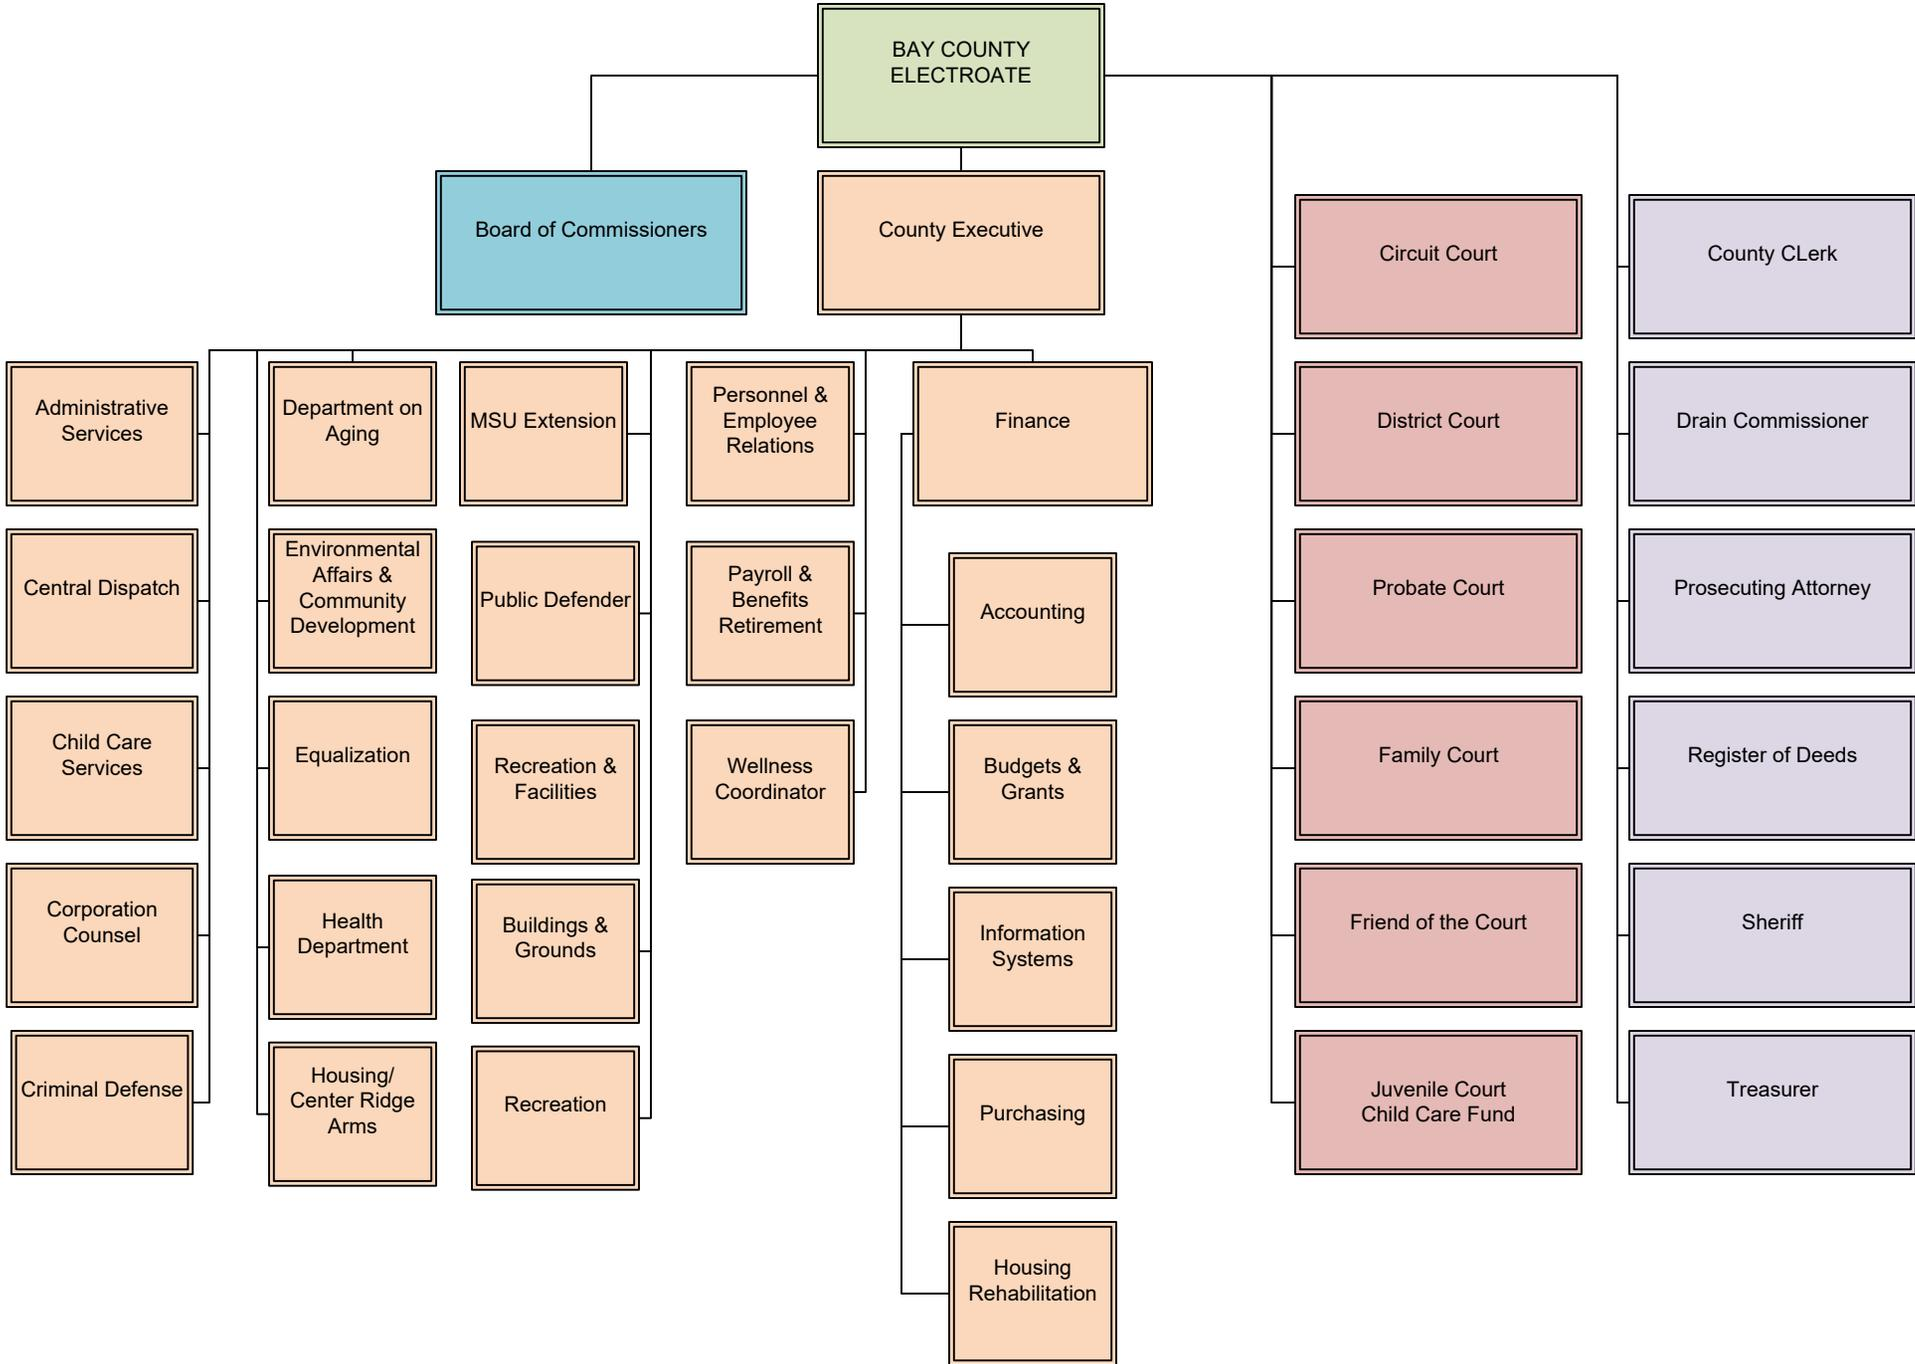 BAY COUNTY
ELECTROATE
Board of Commissioners
County Executive
Administrative
Services
Central Dispatch
Child Care
Services
Corporation
Counsel
Criminal Defense
Department on
Aging
Environmental
Affairs &
Community
Development
Equalization
Health
Department
Housing/
Center Ridge
Arms
MSU Extension
Public Defender
Recreation &
Facilities
Buildings &
Grounds
Recreation
Personnel &
Employee
Relations
Payroll &
Benefits
Retirement
Wellness
Coordinator
Finance
Accounting
Budgets &
Grants
Information
Systems
Purchasing
Housing
Rehabilitation
Circuit Court
District Court
Probate Court
Family Court
Friend of the Court
Juvenile Court
Child Care Fund
County CLerk
Drain Commissioner
Prosecuting Attorney
Register of Deeds
Sheriff
Treasurer